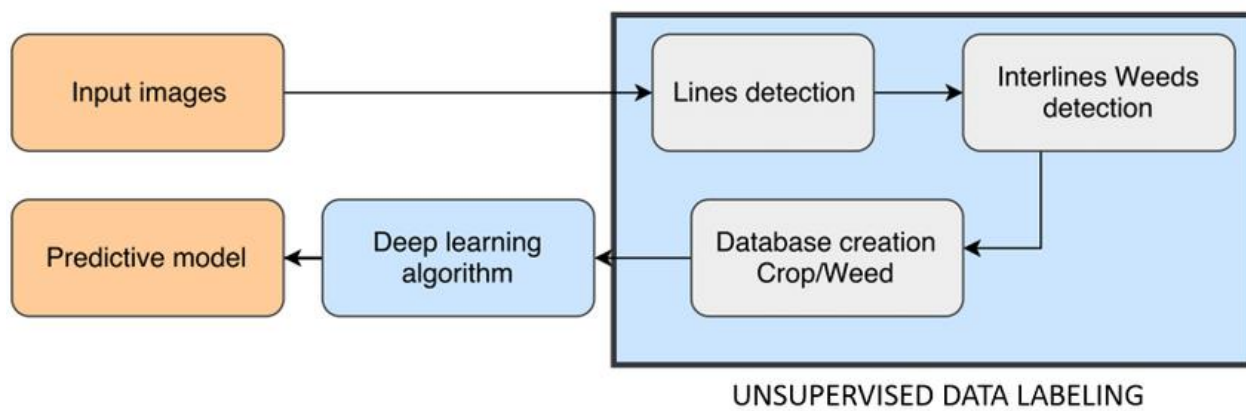 Input images
Lines detection
Interlines Weeds
detection
Predictive model
Deep learning
algorithm
Database creation
Crop/Weed
UNSUPERVISED DATA LABELING